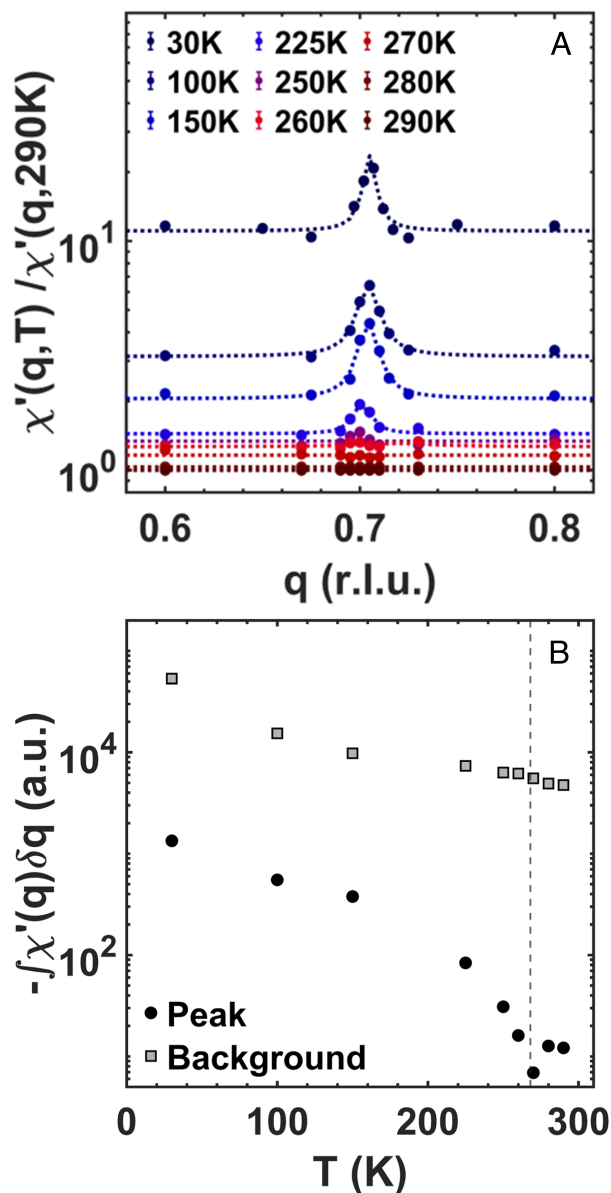 A
30K 225K 270K
100K 250K 280K
150K 260K 290K
χ'(q,T) /χ'(q,290K)
10¹
10⁰
0.6 0.7 0.8
q (r.l.u.)
B
-∫χ'(q)δq (a.u.)
10⁴
10²
Peak
Background
0 100 200 300
T (K)